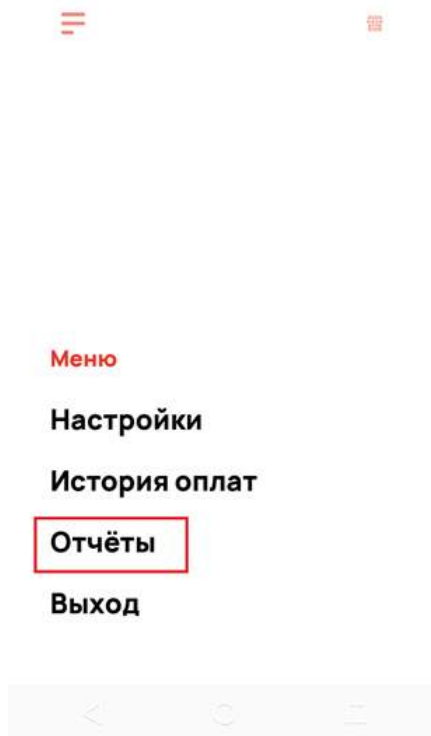 Меню
Настройки
История оплат
Отчёты
Выход